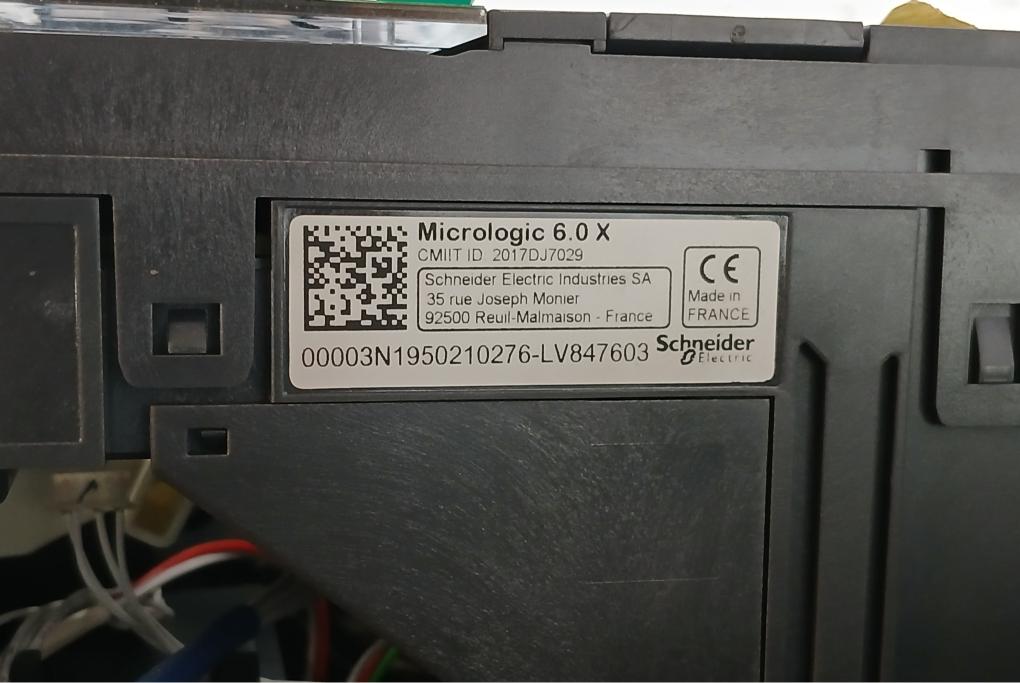 Micrologic 6.0 X
CMIIT ID 2017DJ7029
Schneider Electric Industries SA
35 rue Joseph Monier
92500 Reuil-Malmaison - France
CE
Made in
FRANCE
00003N1950210276-LV847603
Schneider
Electric